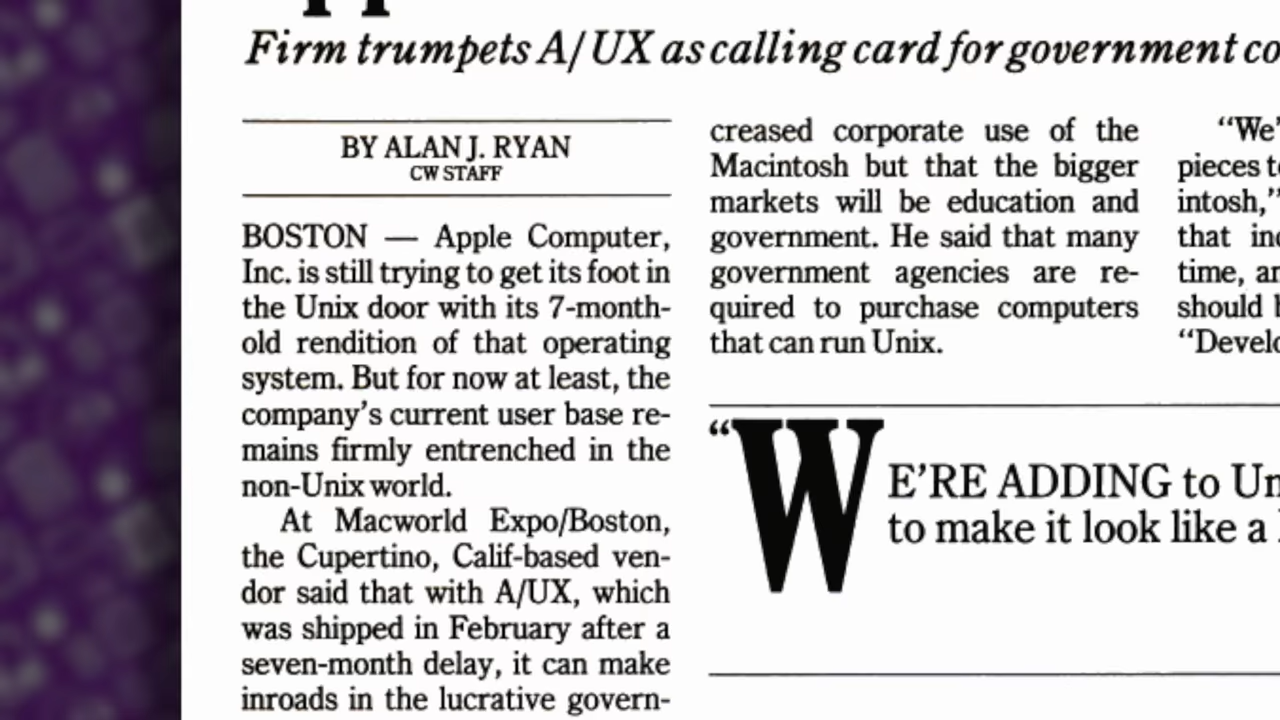 Firm trumpets A/UX as calling card for government co
BY ALAN J. RYAN
CW STAFF
BOSTON — Apple Computer,
Inc. is still trying to get its foot in
the Unix door with its 7-month-
old rendition of that operating
system. But for now at least, the
company's current user base re-
mains firmly entrenched in the
non-Unix world.
At Macworld Expo/Boston,
the Cupertino, Calif-based ven-
dor said that with A/UX, which
was shipped in February after a
seven-month delay, it can make
inroads in the lucrative govern-
creased corporate use of the
Macintosh but that the bigger
markets will be education and
government. He said that many
government agencies are re-
quired to purchase computers
that can run Unix.
“WE'RE ADDING to Un
to make it look like a
“We'
pieces to
intosh,”
that inc
time, an
should b
“Develo